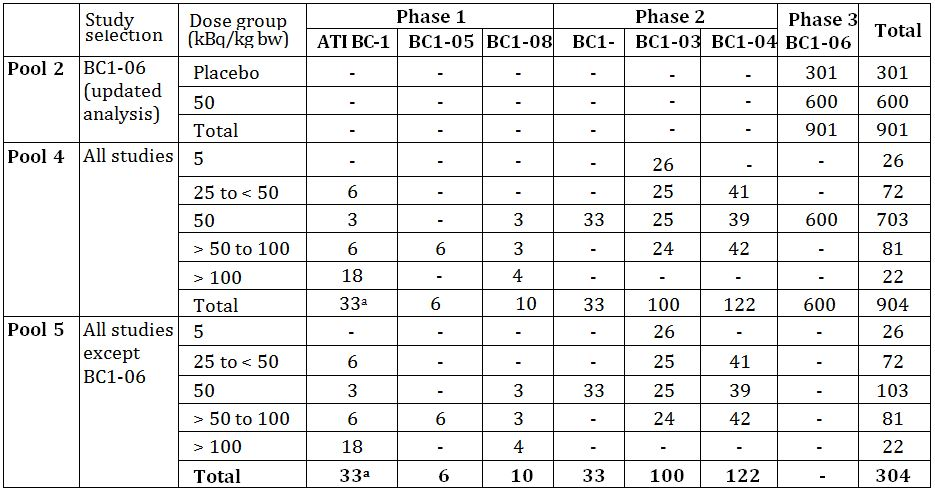 Study selection Dose group (kBq/kg bw) Phase 1 Phase 2 Phase 3 Total
ATI BC-1 BC1-05 BC1-08 BC1- BC1-03 BC1-04 BC1-06
Pool 2 BC1-06 (updated analysis) Placebo - - - - - - 301 301
50 - - - - - - 600 600
Total - - - - - - 901 901
Pool 4 All studies 5 - - - - 26 - - 26
25 to < 50 6 - - - 25 41 - 72
50 3 - 3 33 25 39 600 703
> 50 to 100 6 6 3 - 24 42 - 81
> 100 18 - 4 - - - - 22
Total 33ª 6 10 33 100 122 600 904
Pool 5 All studies except BC1-06 5 - - - - 26 - - 26
25 to < 50 6 - - - 25 41 - 72
50 3 - 3 33 25 39 - 103
> 50 to 100 6 6 3 - 24 42 - 81
> 100 18 - 4 - - - - 22
Total 33ª 6 10 33 100 122 - 304